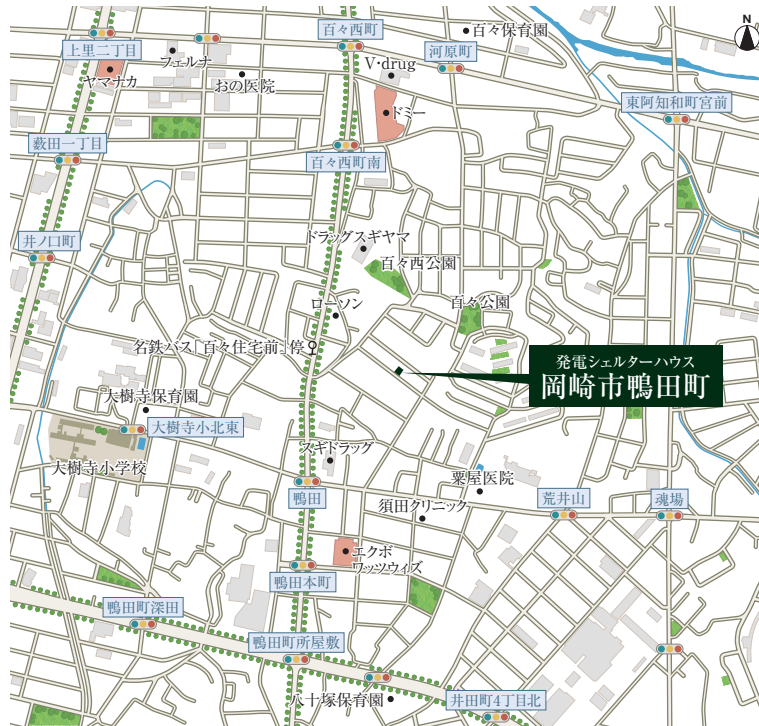 百々西町
百々保育園
N
上里二丁目
フェルナ
河原町
V・drug
ヤマナカ
おの医院
東阿知和町宮前
ドミー
薮田一丁目
百々西町南
井ノ口町
ドラッグスギヤマ
百々西公園
ローソン
百々公園
名鉄バス「百々住宅前」停
発電シェルターハウス
岡崎市鴨田町
大樹寺保育園
大樹寺小北東
大樹寺小学校
スギドラッグ
粟屋医院
鴨田
須田クリニック
荒井山
魂場
エクボ
ワッツウィズ
鴨田本町
鴨田町深田
鴨田町所屋敷
八十塚保育園
井田町4丁目北